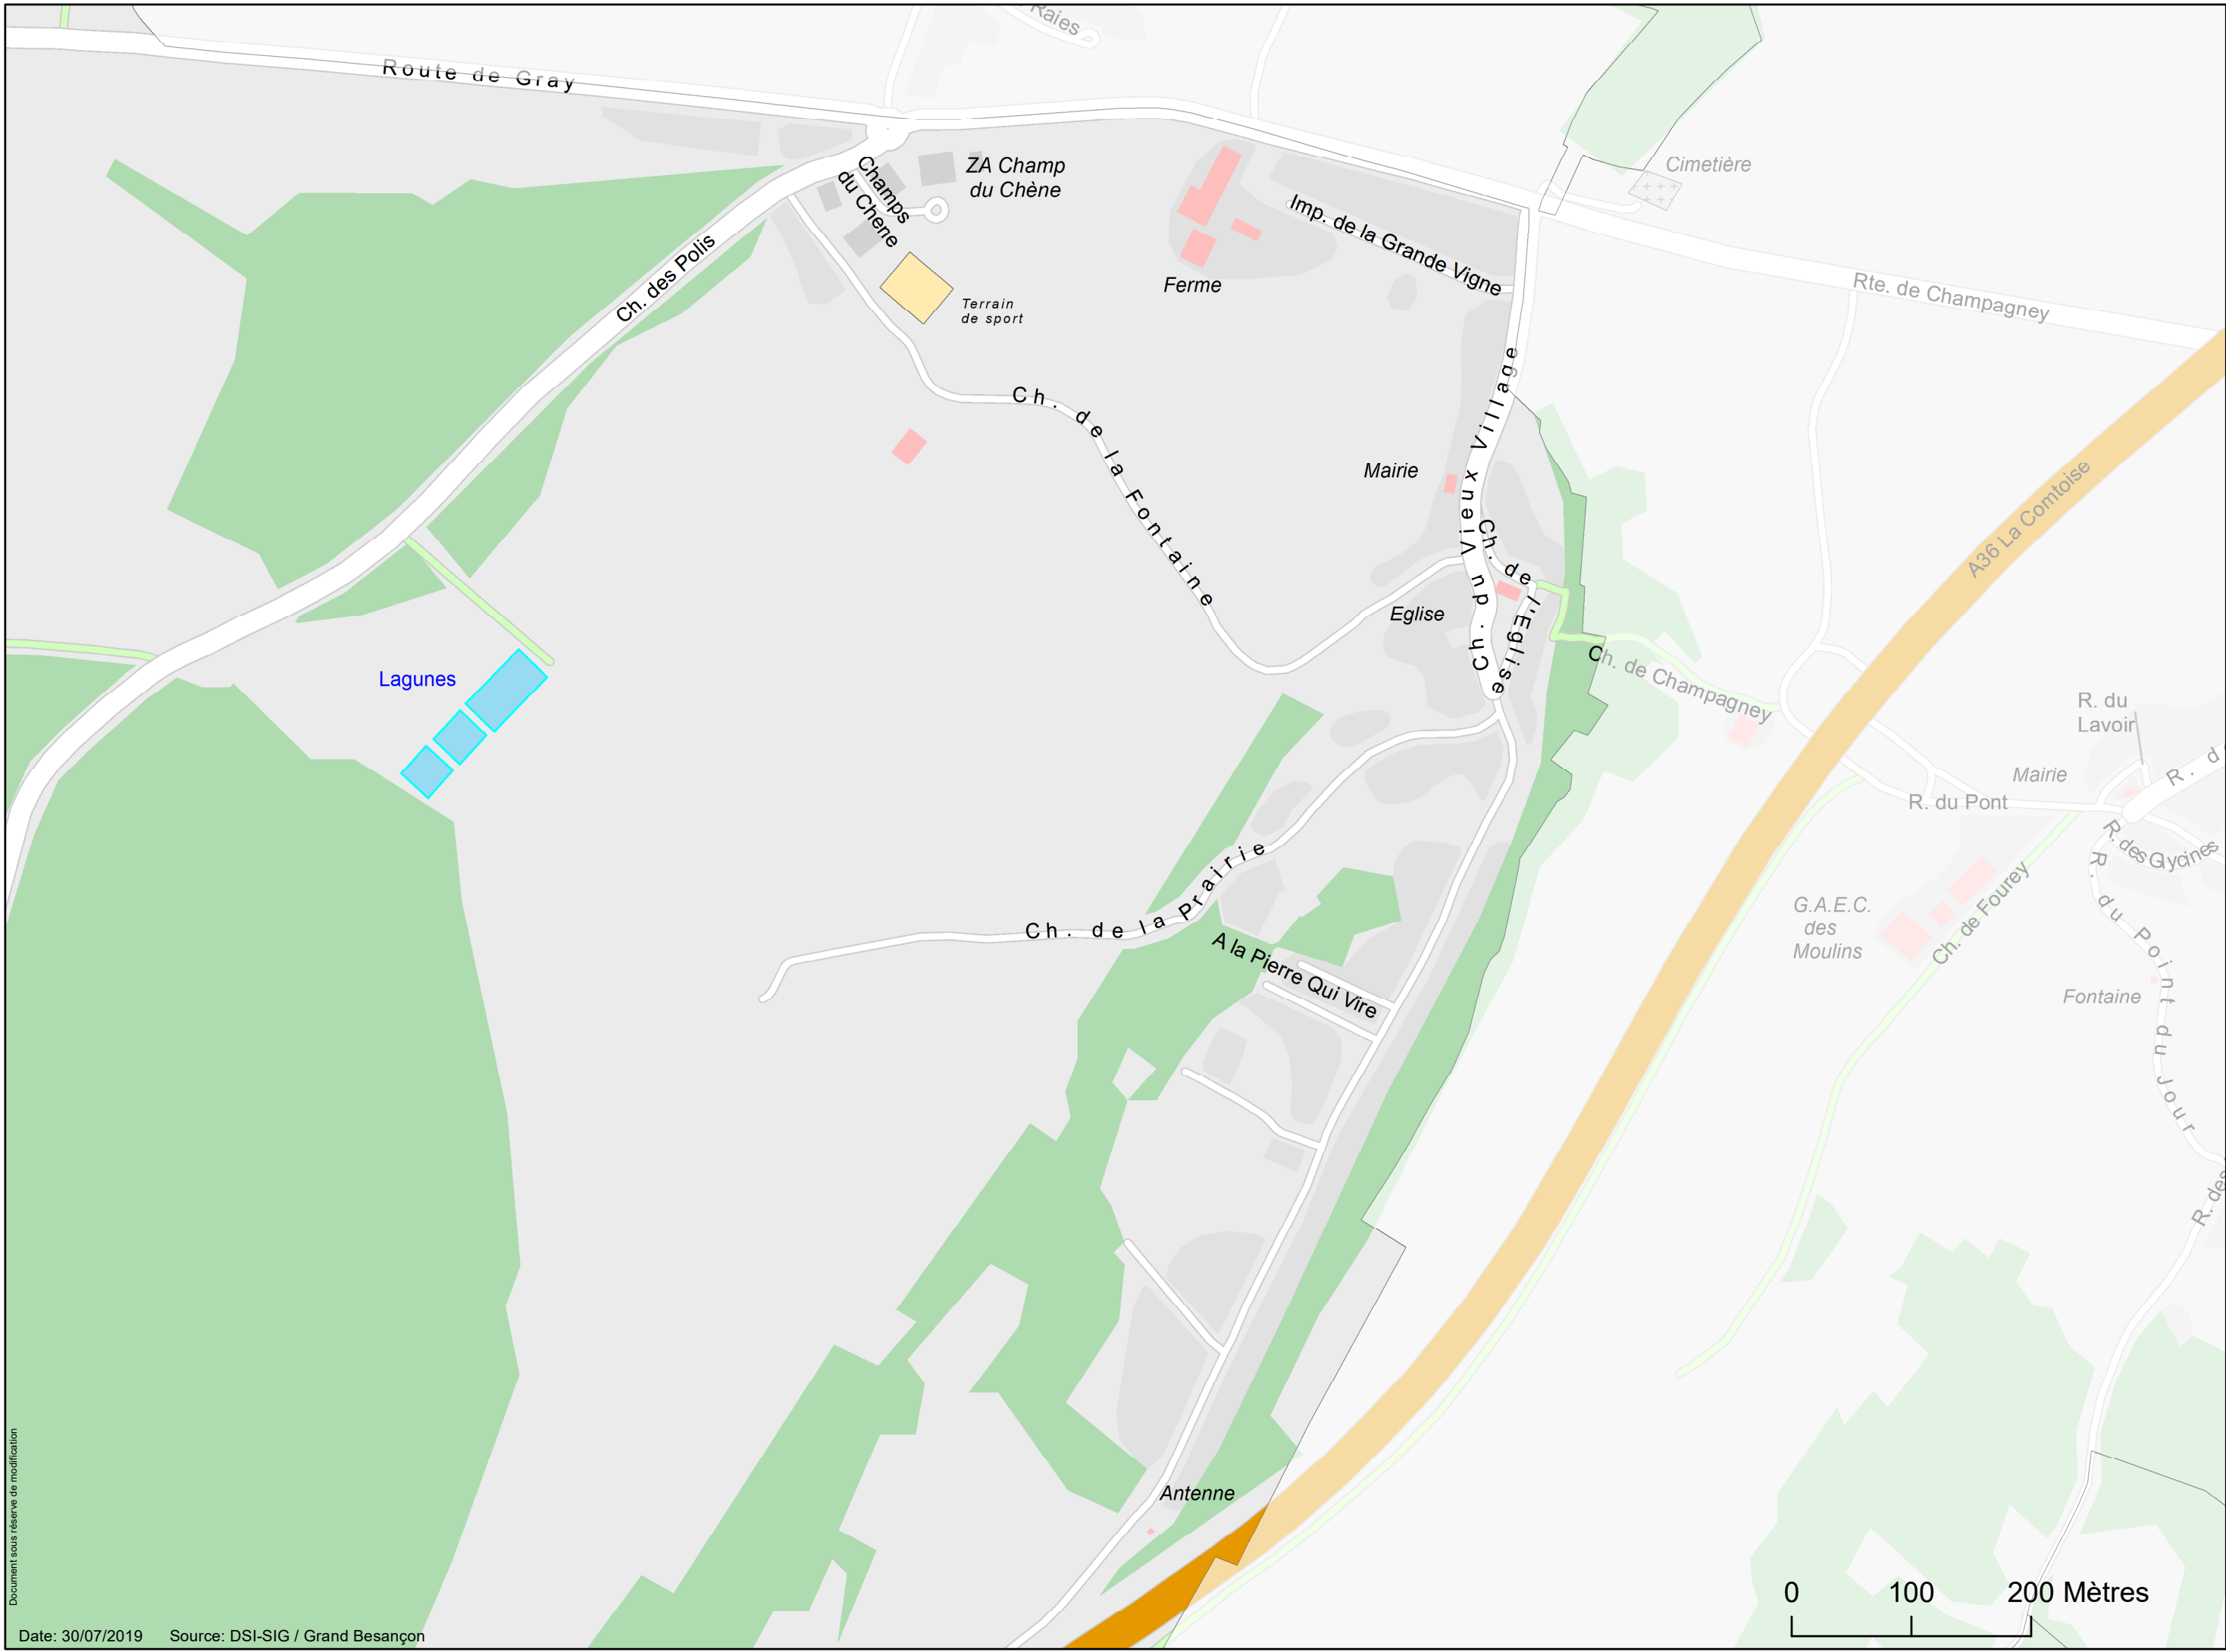 Raies
Route de Gray
Champs
du Chene
ZA Champ
du Chène
Cimetière
Imp. de la Grande Vigne
Ch. des Polis
Ferme
Rte. de Champagney
Terrain
de sport
Ch. de la Fontaine
Ch. du Vieux Village
Mairie
A36 La Comtoise
Ch. de l'Eglise
Eglise
Ch. de Champagney
Lagunes
R. du
Lavoir
R. d
Mairie
R. du Pont
R. des Glycines
Ch. de la Prairie
A la Pierre Qui Vire
G.A.E.C.
des
Moulins
Ch. de Fourey
R. du Point du Jour
Fontaine
R. des
Antenne
Document sous réserve de modification
0 100 200 Mètres
Date: 30/07/2019 Source: DSI-SIG / Grand Besançon